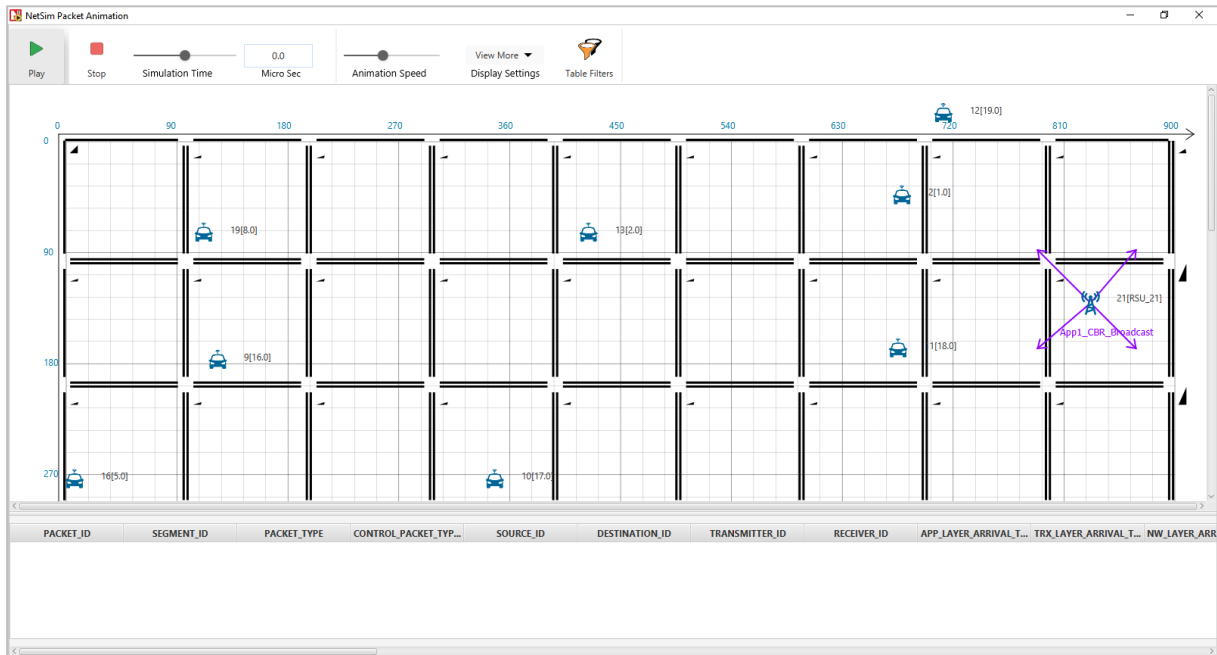 NetSim Packet Animation
Play
Stop
Simulation Time
0.0
Micro Sec
Animation Speed
View More
Display Settings
Table Filters
12[19.0]
0 90 180 270 360 450 540 630 720 810 900
0
2[1.0]
19[8.0]
13[2.0]
90
21[RSU_21]
App1_CBR_Broadcast
1[18.0]
9[16.0]
180
270
16[5.0]
10[17.0]
PACKET_ID SEGMENT_ID PACKET_TYPE CONTROL_PACKET_TYP... SOURCE_ID DESTINATION_ID TRANSMITTER_ID RECEIVER_ID APP_LAYER_ARRIVAL_T... TRX_LAYER_ARRIVAL_T... NW_LAYER_ARR